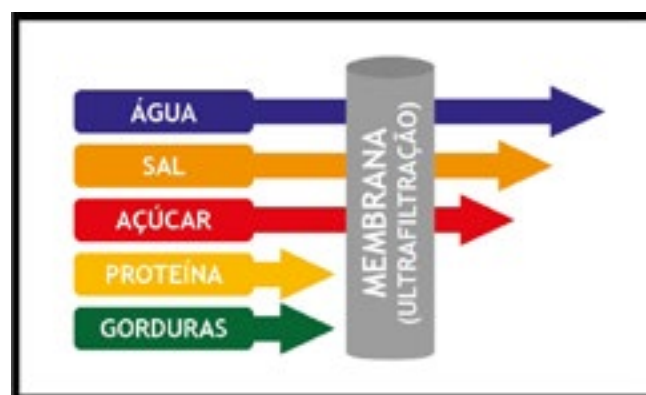 ÁGUA
SAL
AÇÚCAR
PROTEÍNA
GORDURAS
MEMBRANA
(ULTRAFILTRAÇÃO)